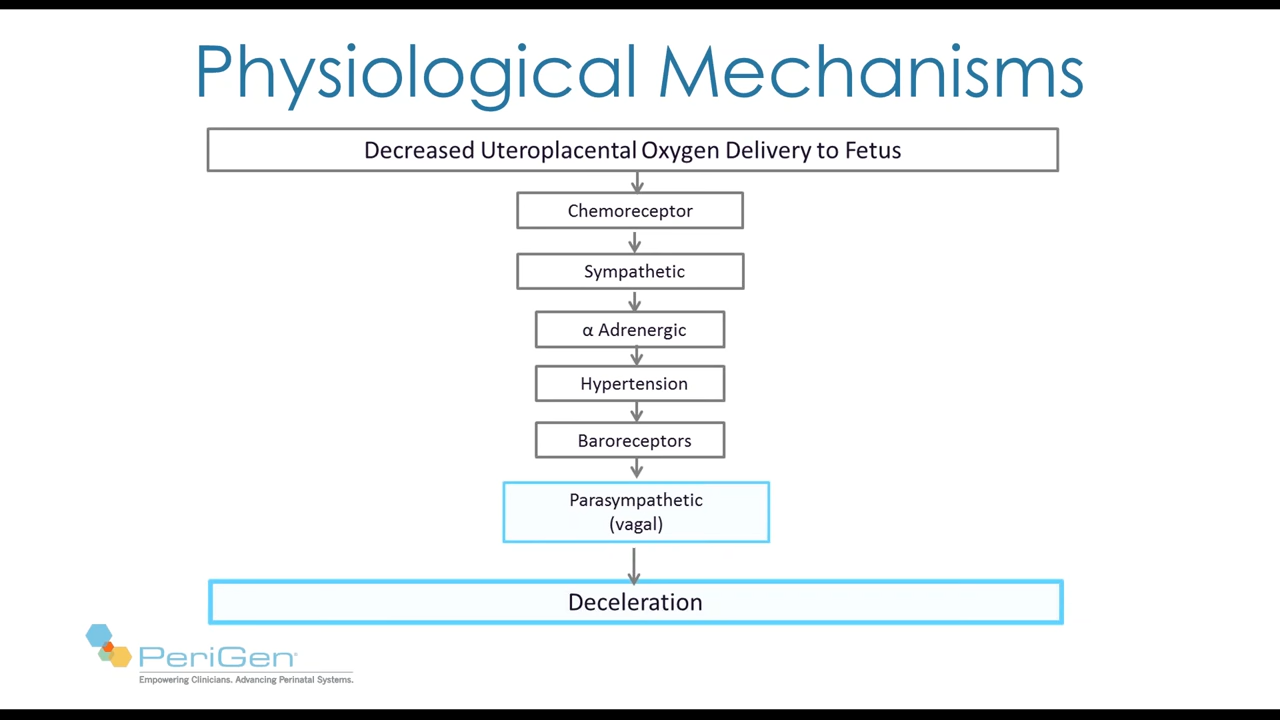 Physiological Mechanisms
Decreased Uteroplacental Oxygen Delivery to Fetus
Chemoreceptor
Sympathetic
α Adrenergic
Hypertension
Baroreceptors
Parasympathetic
(vagal)
Deceleration
PeriGen
Empowering Clinicians. Advancing Perinatal Systems.